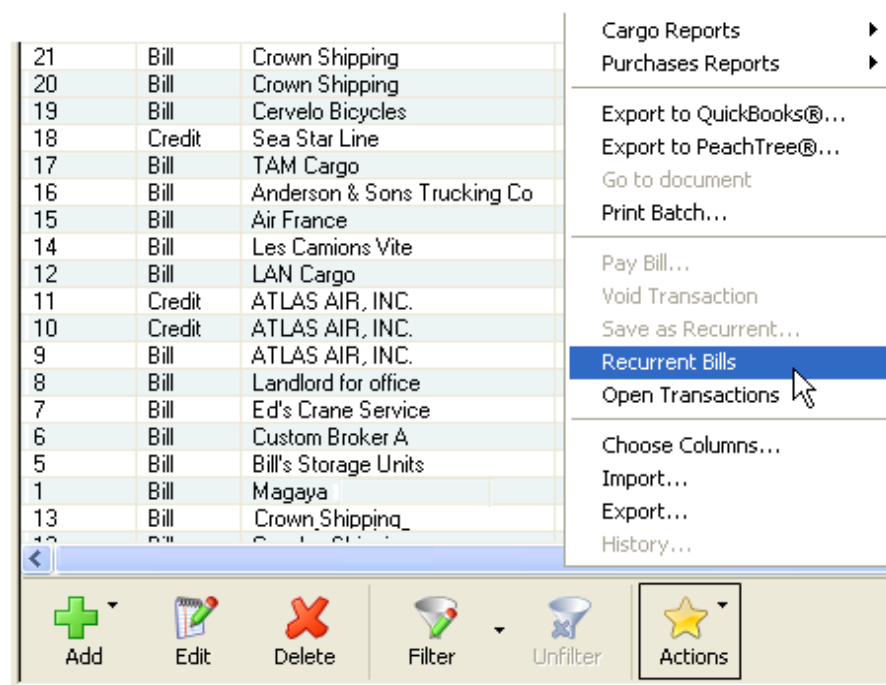 21 Bill Crown Shipping
20 Bill Crown Shipping
19 Bill Cervelo Bicycles
18 Credit Sea Star Line
17 Bill TAM Cargo
16 Bill Anderson & Sons Trucking Co
15 Bill Air France
14 Bill Les Camions Vite
12 Bill LAN Cargo
11 Credit ATLAS AIR, INC.
10 Credit ATLAS AIR, INC.
9 Bill ATLAS AIR, INC.
8 Bill Landlord for office
7 Bill Ed's Crane Service
6 Bill Custom Broker A
5 Bill Bill's Storage Units
1 Bill Magaya
13 Bill Crown Shipping
Cargo Reports
Purchases Reports
Export to QuickBooks®...
Export to PeachTree®...
Go to document
Print Batch...
Pay Bill...
Void Transaction
Save as Recurrent...
Recurrent Bills
Open Transactions
Choose Columns...
Import...
Export...
History...
Add Edit Delete Filter Unfilter Actions